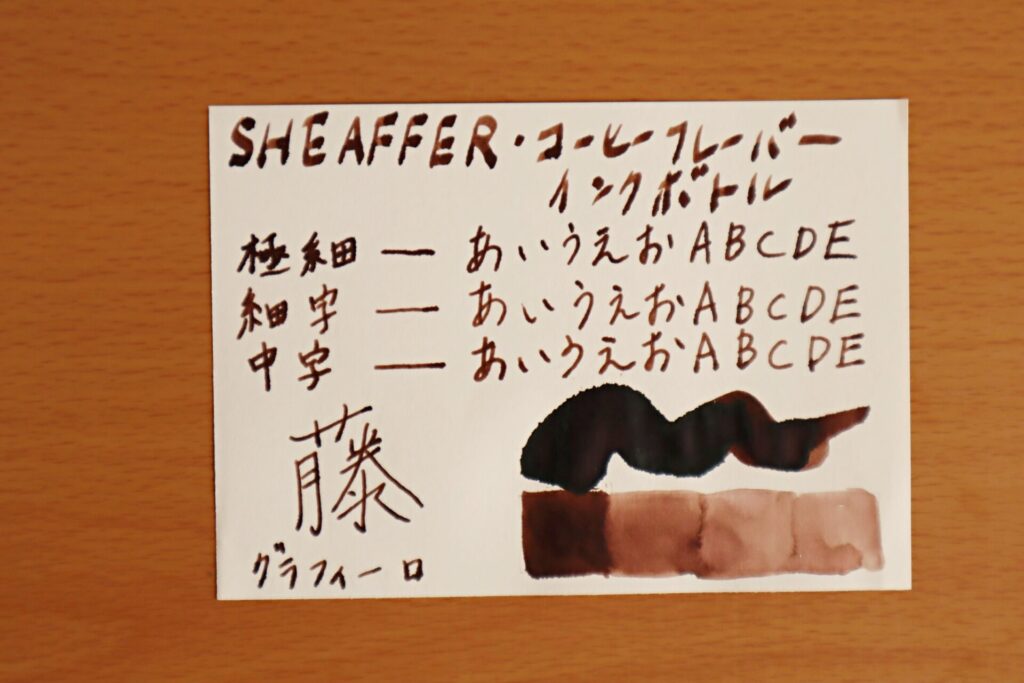 SHEAFFER・コーヒーフレーバー
インクボトル
極細 ― あいうえおABCDE
細字 ― あいうえおABCDE
中字 ― あいうえおABCDE
藤
グラフィーロ